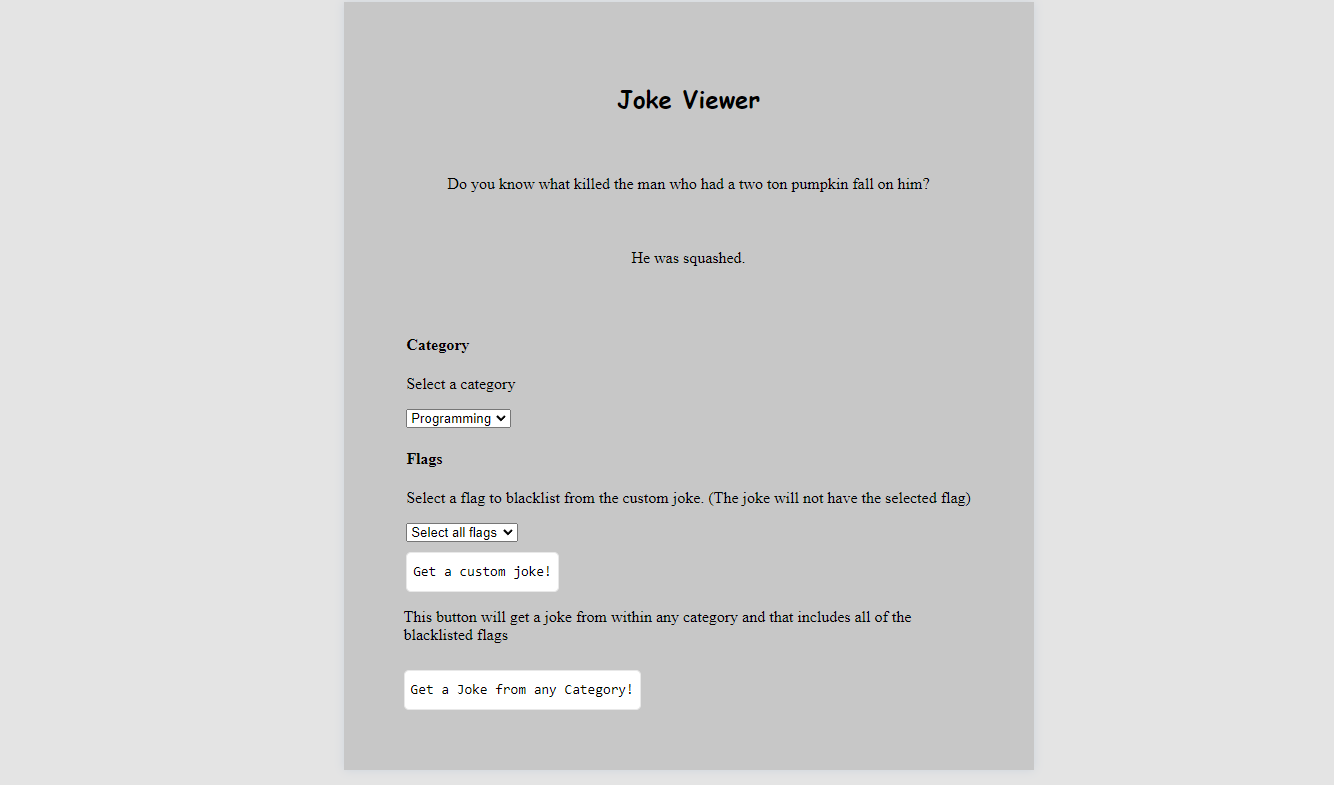 Joke Viewer
Do you know what killed the man who had a two ton pumpkin fall on him?
He was squashed.
Category
Select a category
Programming
Flags
Select a flag to blacklist from the custom joke. (The joke will not have the selected flag)
Select all flags
Get a custom joke!
This button will get a joke from within any category and that includes all of the
blacklisted flags
Get a Joke from any Category!